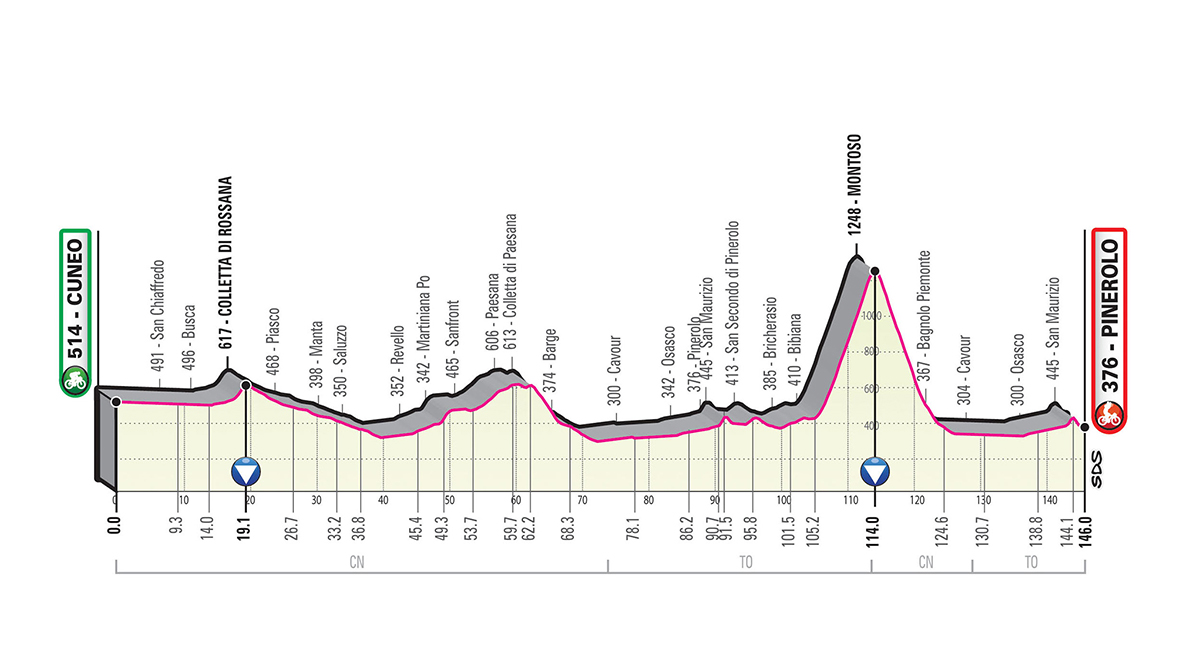 514 - CUNEO
491 - San Chiaffredo
496 - Busca
617 - COLLETTA DI ROSSANA
468 - Piasco
398 - Manta
350 - Saluzzo
352 - Revello
342 - Martiniana Po
465 - Sanfront
606 - Paesana
613 - Colletta di Paesana
374 - Barge
300 - Cavour
342 - Osasco
376 - Pinerolo
445 - San Maurizio
413 - San Secondo di Pinerolo
385 - Bricherasio
410 - Bibiana
1248 - MONTOSO
367 - Bagnolo Piemonte
304 - Cavour
300 - Osasco
445 - San Maurizio
376 - PINEROLO
1000
800
600
400
SDS
0 10 20 30 40 50 60 70 80 90 100 110 120 130 140
0.0 9.3 14.0 19.1 26.7 33.2 36.8 45.4 49.3 53.7 59.7 62.2 68.3 78.1 86.2 90.7 91.5 95.8 101.5 105.2 114.0 124.6 130.7 138.8 144.1 146.0
CN TO CN TO